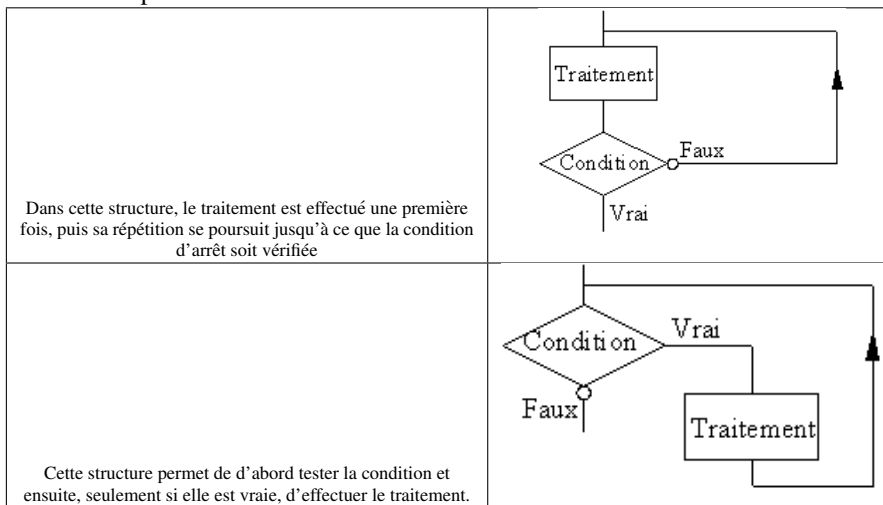 Traitement
Condition
Faux
Vrai
Dans cette structure, le traitement est effectué une première
fois, puis sa répétition se poursuit jusqu'à ce que la condition
d'arrêt soit vérifiée
Condition
Vrai
Faux
Traitement
Cette structure permet de d'abord tester la condition et
ensuite, seulement si elle est vraie, d'effectuer le traitement.